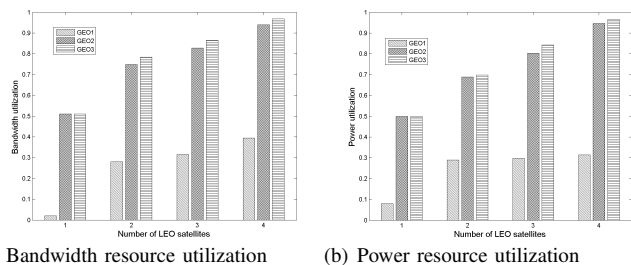 1
0.9
0.8
0.7
0.6
0.5
0.4
0.3
0.2
0.1
0
Bandwidth utilization
GEO1
GEO2
GEO3
1 2 3 4
Number of LEO satellites
Bandwidth resource utilization
1
0.9
0.8
0.7
0.6
0.5
0.4
0.3
0.2
0.1
0
Power utilization
GEO1
GEO2
GEO3
1 2 3 4
Number of LEO satellites
(b) Power resource utilization